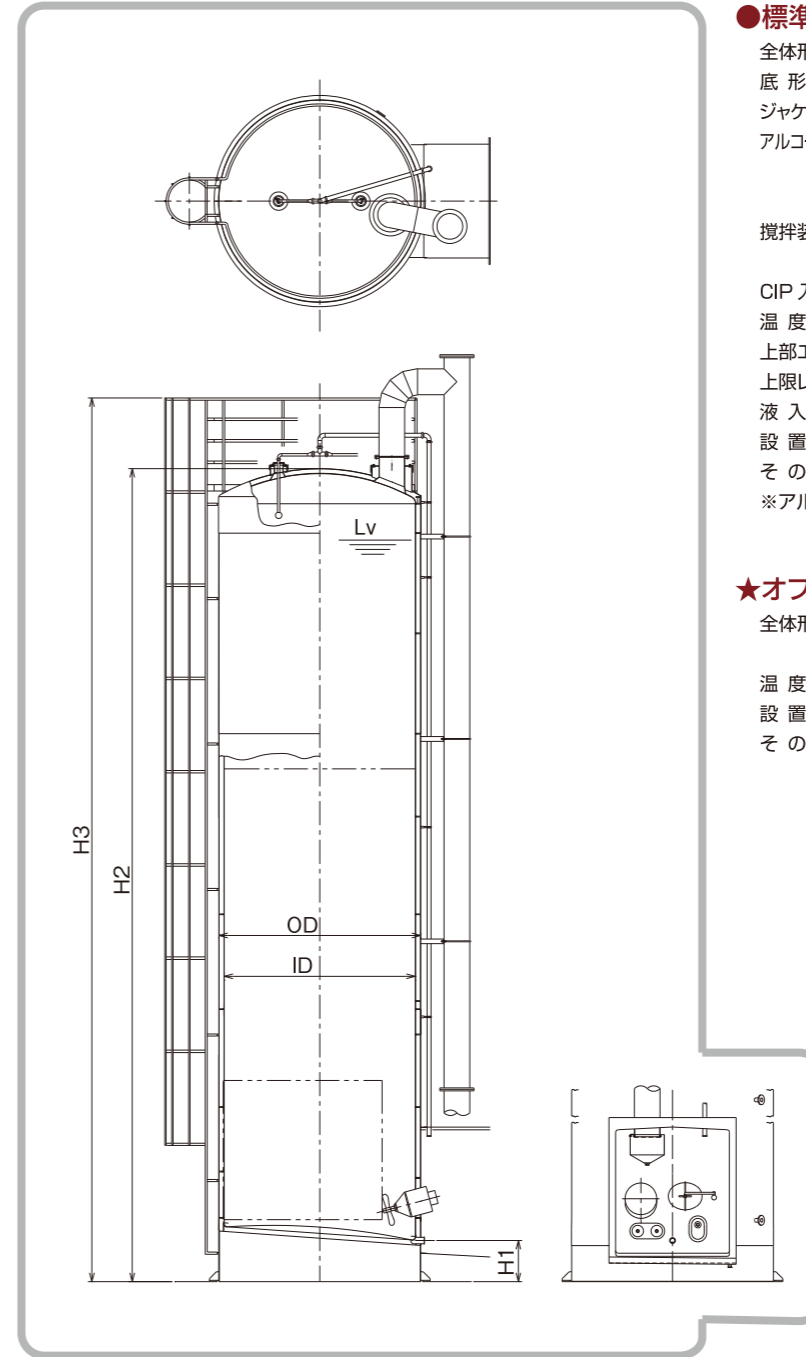 Lv
H3
H2
OD
ID
H1
●標準
全体形
底 形
ジャケ
アルコー
撹拌装
CIP 入
温 度
上部エ
上限レ
液 入
設 置
そ の
※アル
★オプ
全体形
温 度
設 置
そ の